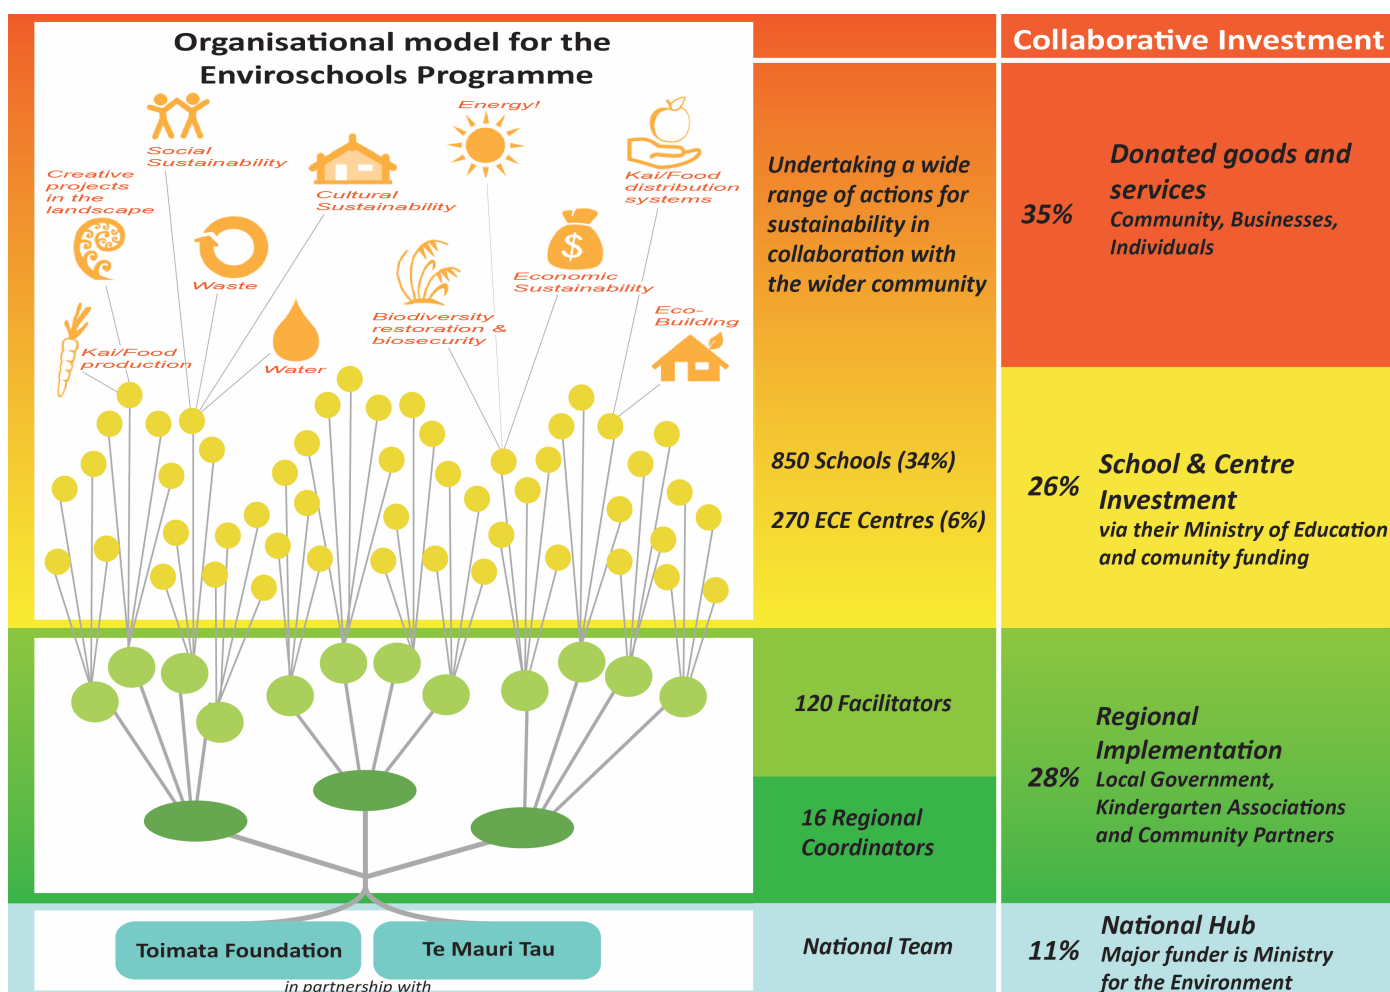 Organisational model for the
Enviroschools Programme
Energy!
Social
Sustainability
Creative
projects
in the
landscape
Cultural
Sustainability
Kai/Food
distribution
systems
Waste
Economic
Sustainability
$
Biodiversity
restoration &
biosecurity
Eco-
Building
Kai/Food
production
Water
Undertaking a wide
range of actions for
sustainability in
collaboration with
the wider community
850 Schools (34%)
270 ECE Centres (6%)
120 Facilitators
16 Regional
Coordinators
Toimata Foundation
Te Mauri Tau
in partnership with
National Team
Collaborative Investment
35%
Donated goods and
services
Community, Businesses,
Individuals
26%
School & Centre
Investment
via their Ministry of Education
and comunity funding
28%
Regional
Implementation
Local Government,
Kindergarten Associations
and Community Partners
11%
National Hub
Major funder is Ministry
for the Environment